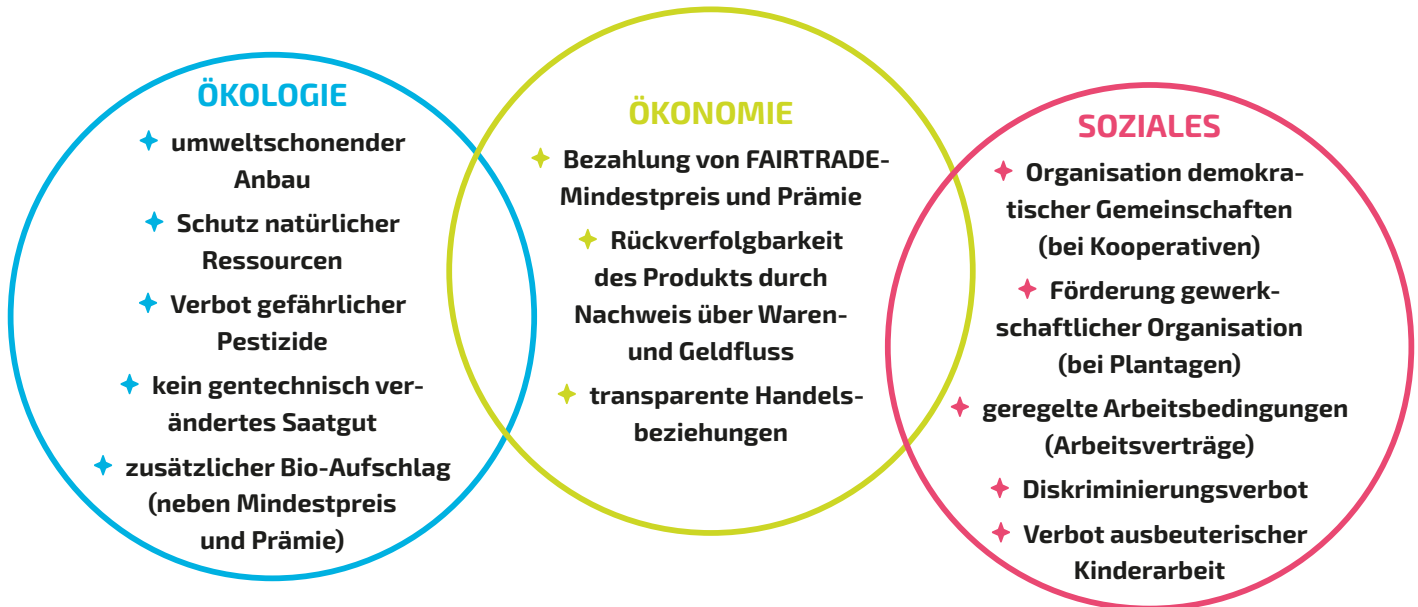 ÖKOLOGIE
✦ umweltschonender
Anbau
✦ Schutz natürlicher
Ressourcen
✦ Verbot gefährlicher
Pestizide
✦ kein gentechnisch ver-
ändertes Saatgut
✦ zusätzlicher Bio-Aufschlag
(neben Mindestpreis
und Prämie)
ÖKONOMIE
✦ Bezahlung von FAIRTRADE-
Mindestpreis und Prämie
✦ Rückverfolgbarkeit
des Produkts durch
Nachweis über Waren-
und Geldfluss
✦ transparente Handels-
beziehungen
SOZIALES
✦ Organisation demokra-
tischer Gemeinschaften
(bei Kooperativen)
✦ Förderung gewerk-
schaftlicher Organisation
(bei Plantagen)
✦ geregelte Arbeitsbedingungen
(Arbeitsverträge)
✦ Diskriminierungsverbot
✦ Verbot ausbeuterischer
Kinderarbeit